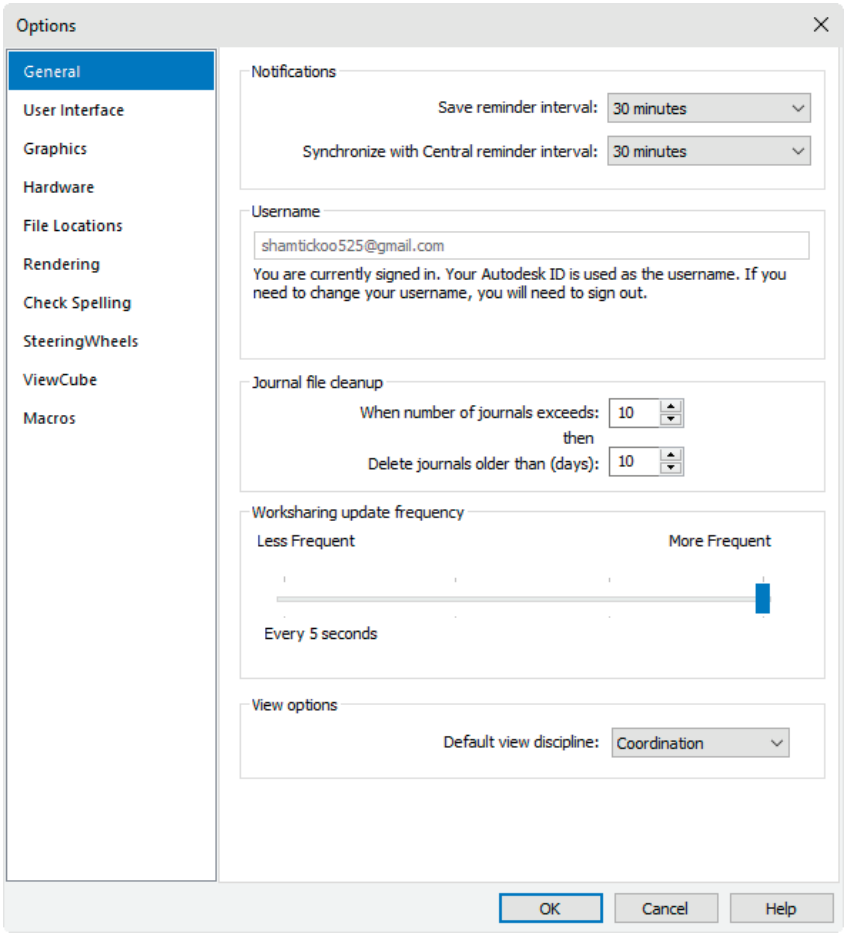 Options
General
User Interface
Graphics
Hardware
File Locations
Rendering
Check Spelling
SteeringWheels
ViewCube
Macros
Notifications
Save reminder interval: 30 minutes
Synchronize with Central reminder interval: 30 minutes
Username
shamtickoo525@gmail.com
You are currently signed in. Your Autodesk ID is used as the username. If you
need to change your username, you will need to sign out.
Journal file cleanup
When number of journals exceeds: 10
then
Delete journals older than (days): 10
Worksharing update frequency
Less Frequent More Frequent
Every 5 seconds
View options
Default view discipline: Coordination
OK Cancel Help